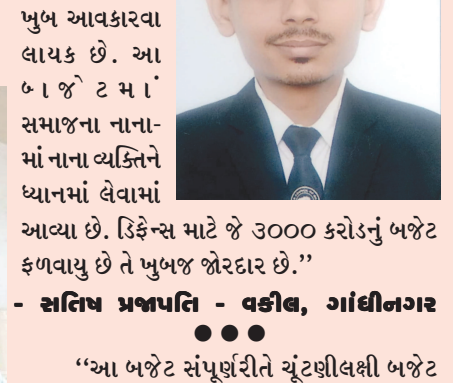 ખુબ આવકારવા
લાયક છે. આ
બાજેટમાં
સમાજના નાના-
માં નાના વ્યક્તિને
ધ્યાનમાં લેવામાં
આવ્યા છે. ડિફેન્સ માટે જે ૩૦૦૦ કરોડનું બજેટ
ફળવાયુ છે તે ખુબજ જોરદાર છે.’’
- સતિષ પ્રજાપતિ - વકીલ, ગાંધીનગર
●●●
‘‘આ બજેટ સંપૂર્ણરીતે ચૂંટણીલક્ષી બજેટ